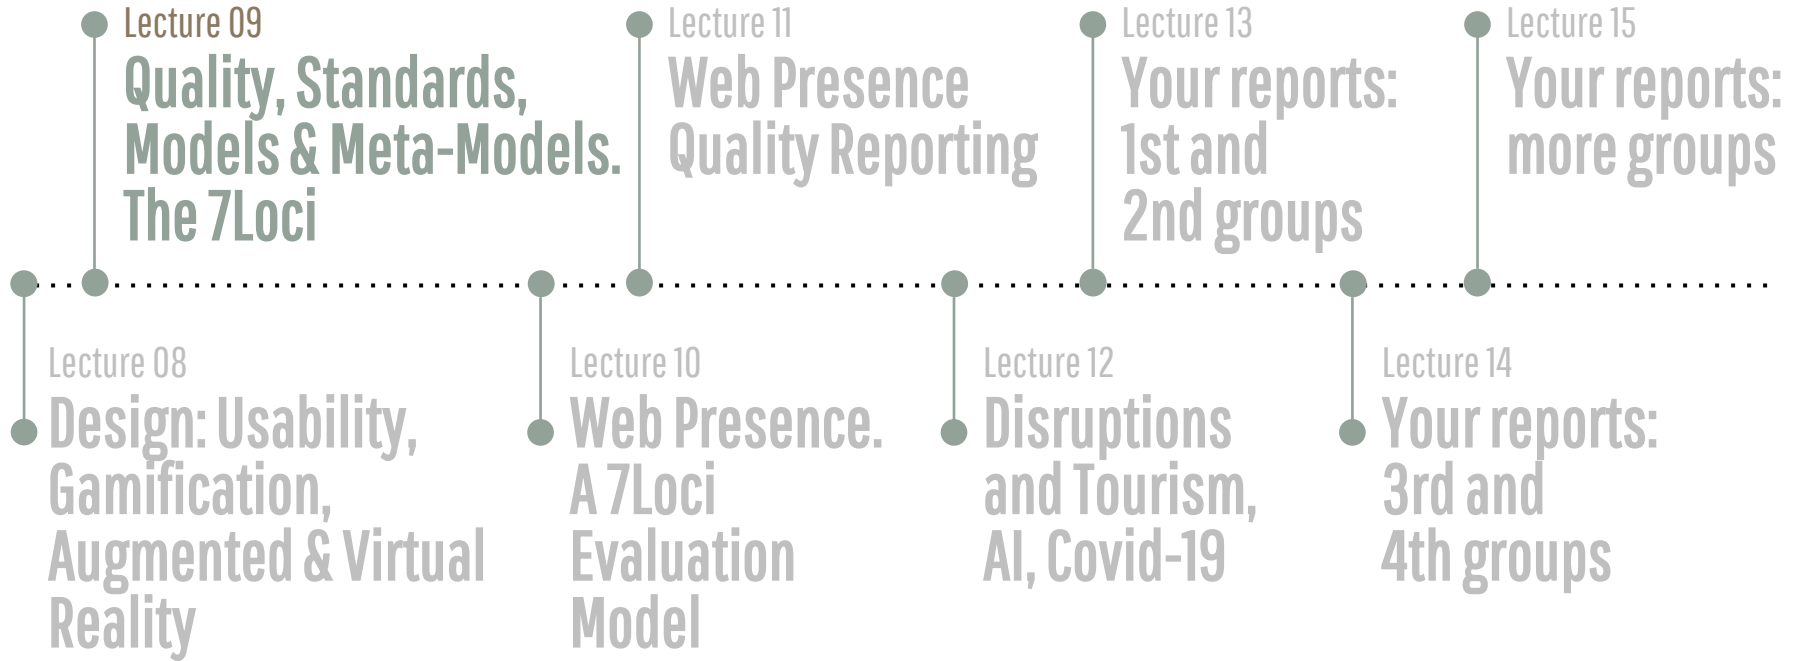 Lecture 09
Quality, Standards,
Models & Meta-Models.
The 7Loci
Lecture 11
Web Presence
Quality Reporting
Lecture 13
Your reports:
1st and
2nd groups
Lecture 15
Your reports:
more groups
Lecture 08
Design: Usability,
Gamification,
Augmented & Virtual
Reality
Lecture 10
Web Presence.
A 7Loci
Evaluation
Model
Lecture 12
Disruptions
and Tourism,
AI, Covid-19
Lecture 14
Your reports:
3rd and
4th groups